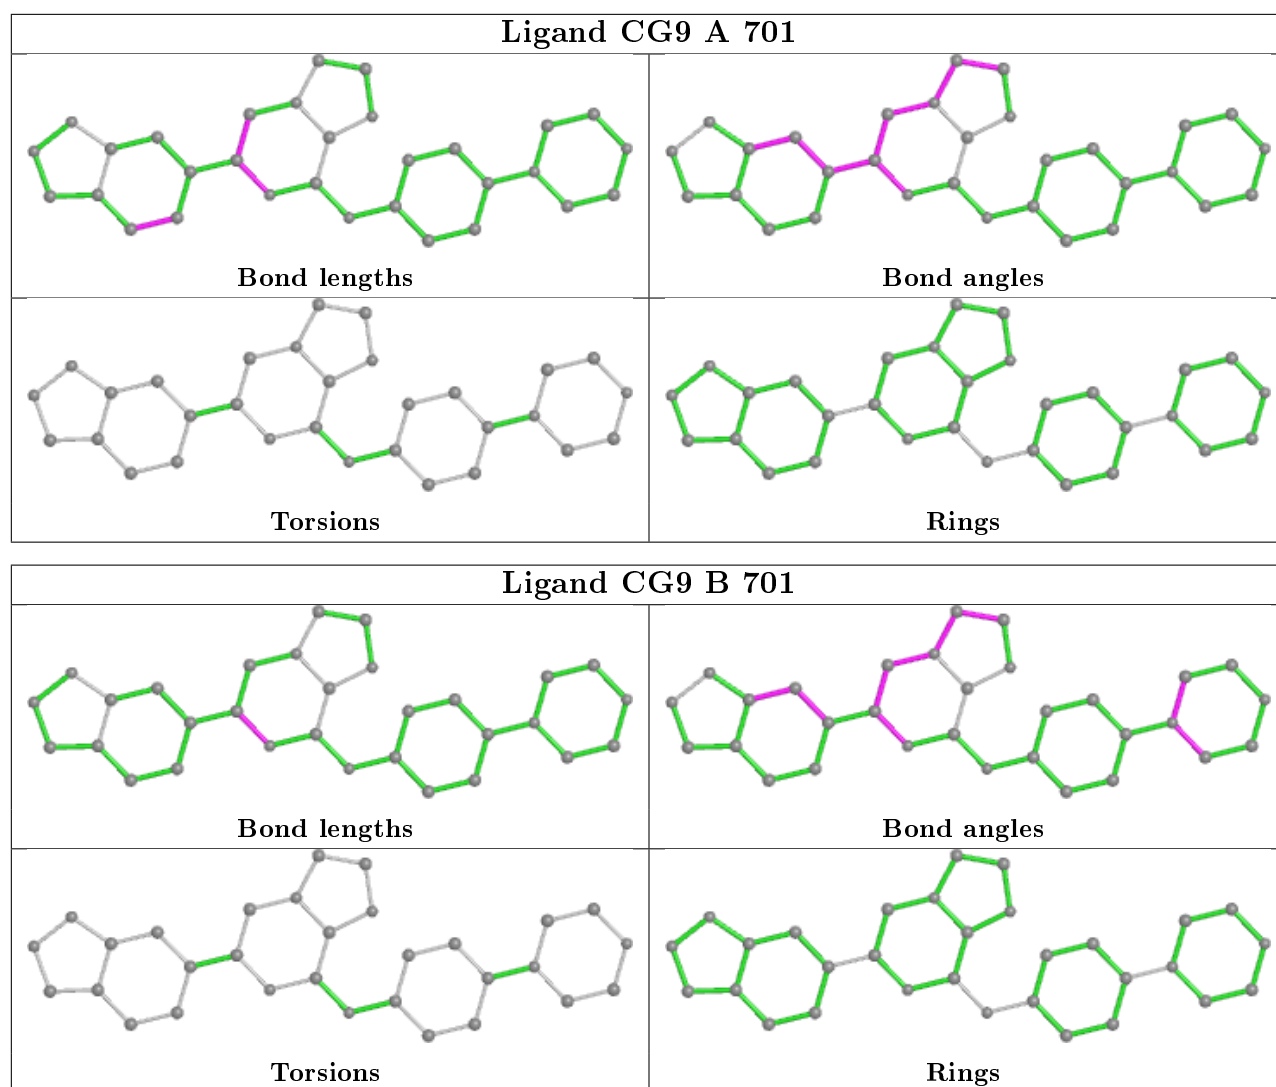 Ligand CG9 A 701
Bond lengths
Bond angles
Torsions
Rings
Ligand CG9 B 701
Bond lengths
Bond angles
Torsions
Rings